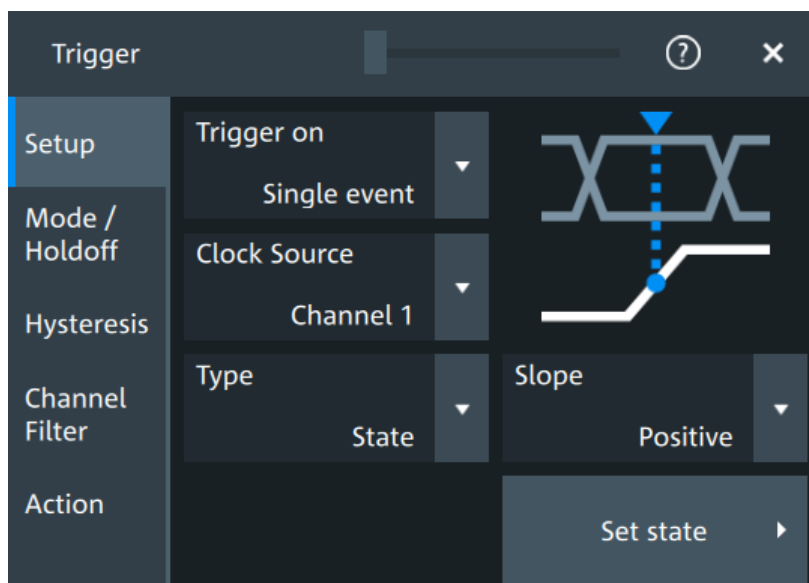 Trigger
?
×
Setup
Mode /
Holdoff
Hysteresis
Channel
Filter
Action
Trigger on
Single event
Clock Source
Channel 1
Type
State
Slope
Positive
Set state